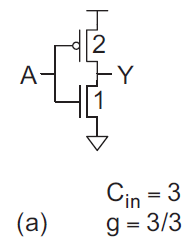 2
A Y
1
C_in = 3
(a) g = 3/3